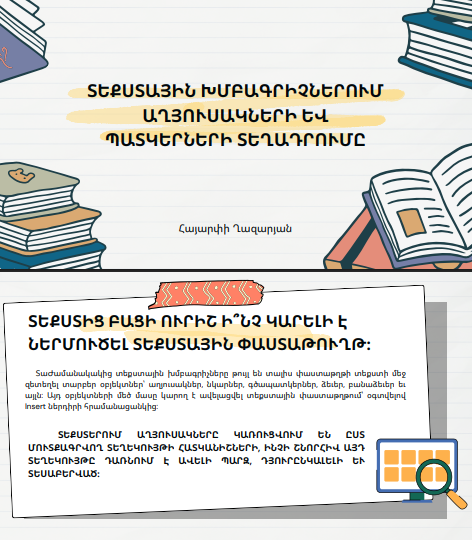 ՏԵՔՍՏԱՅԻՆ ԽՄԲԱԳՐԻՉՆԵՐՈՒՄ
ԱՂՅՈՒՍԱԿՆԵՐԻ ԵՎ
ՊԱՏԿԵՐՆԵՐԻ ՏԵՂԱԴՐՈՒՄԸ
Հայարփի Ղազարյան
ՏԵՔՍՏԻՑ ԲԱՑԻ ՈՒՐԻՇ Ի՞ՆՉ ԿԱՐԵԼԻ Է
ՆԵՐՄՈՒԾԵԼ ՏԵՔՍՏԱՅԻՆ ՓԱՍՏԱԹՈՒՂԹ:
Ժամանակակից տեքստային խմբագրիչները թույլ են տալիս փաստաթղթի տեքստի մեջ
զետեղել տարբեր օբյեկտներ՝ աղյուսակներ, նկարներ, գծապատկերներ, ձևեր, բանաձևեր և
այլն: Այդ օբյեկտների մեծ մասը կարող է ավելացվել տեքստային փաստաթղթում՝ օգտվելով
Insert ներդիրի հրամանացանկից:
ՏԵՔՍՏԵՐՈՒՄ ԱՂՅՈՒՍԱԿՆԵՐԸ ԿԱՌՈՒՑՎՈՒՄ ԵՆ ԸՍՏ
ՄՈՒՏՔԱԳՐՎՈՂ ՏԵՂԵԿՈՒՅԹԻ ՀԱՏԿԱՆԻՇՆԵՐԻ, ԻՆՉԻ ՇՆՈՐՀԻՎ ԱՅԴ
ՏԵՂԵԿՈՒՅԹԸ ԴԱՌՆՈՒՄ Է ԱՎԵԼԻ ՊԱՐԶ, ԴՅՈՒՐԸՆԿԱԼԵԼԻ ԵՒ
ՏԵՍԱԲԵՐՎԱԾ: